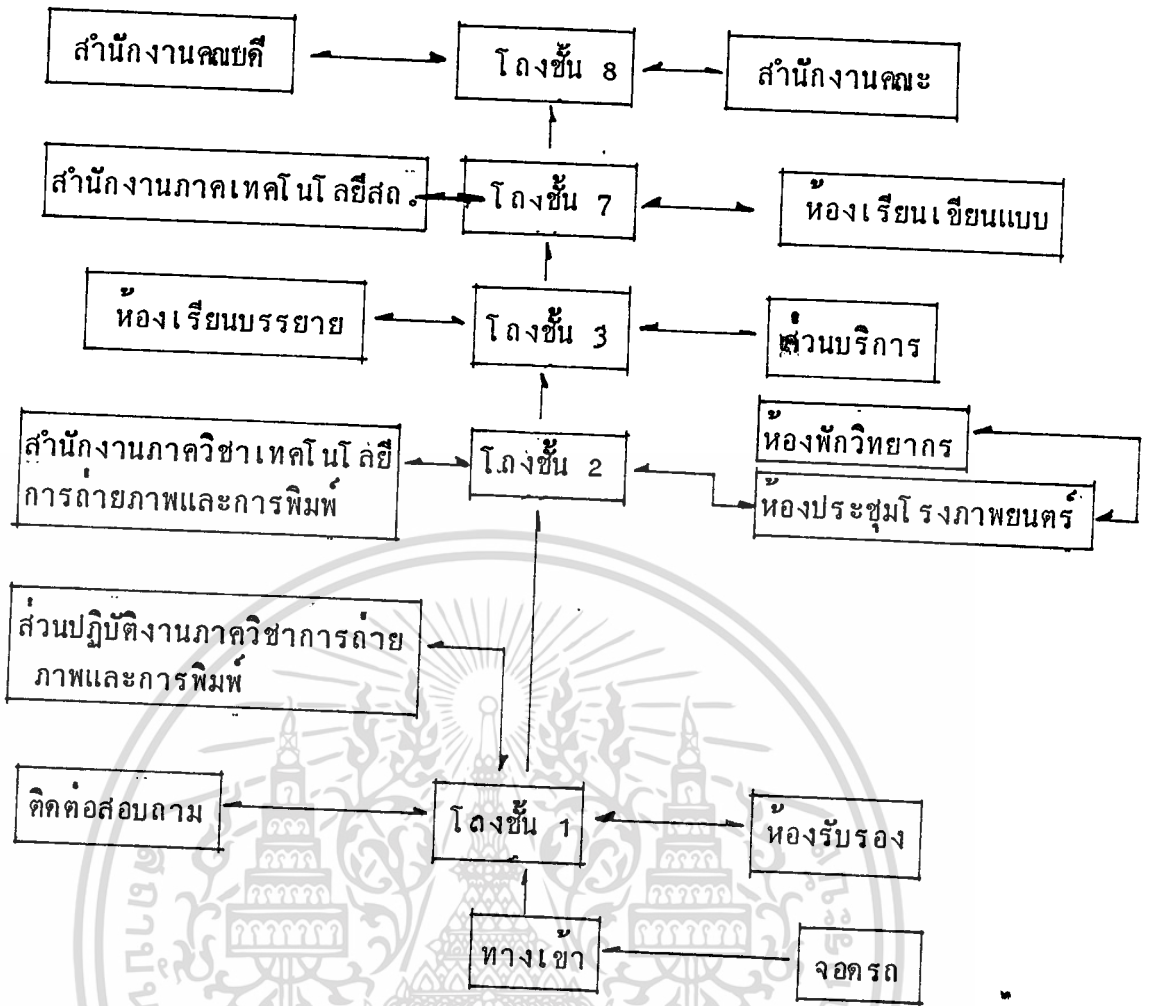 สำนักงานคณบดี
โถงชั้น 8
สำนักงานคณะ
สำนักงานภาคเทคโนโลยีสถ.
โถงชั้น 7
ห้องเรียนเขียนแบบ
ห้องเรียนบรรยาย
โถงชั้น 3
ส่วนบริการ
สำนักงานภาควิชาเทคโนโลยี
การถ่ายภาพและการพิมพ์
โถงชั้น 2
ห้องพักวิทยากร
ห้องประชุมโรงภาพยนตร์
ส่วนปฏิบัติงานภาควิชาการถ่าย
ภาพและการพิมพ์
ติดต่อสอบถาม
โถงชั้น 1
ห้องรับรอง
ทางเข้า
จอดรถ